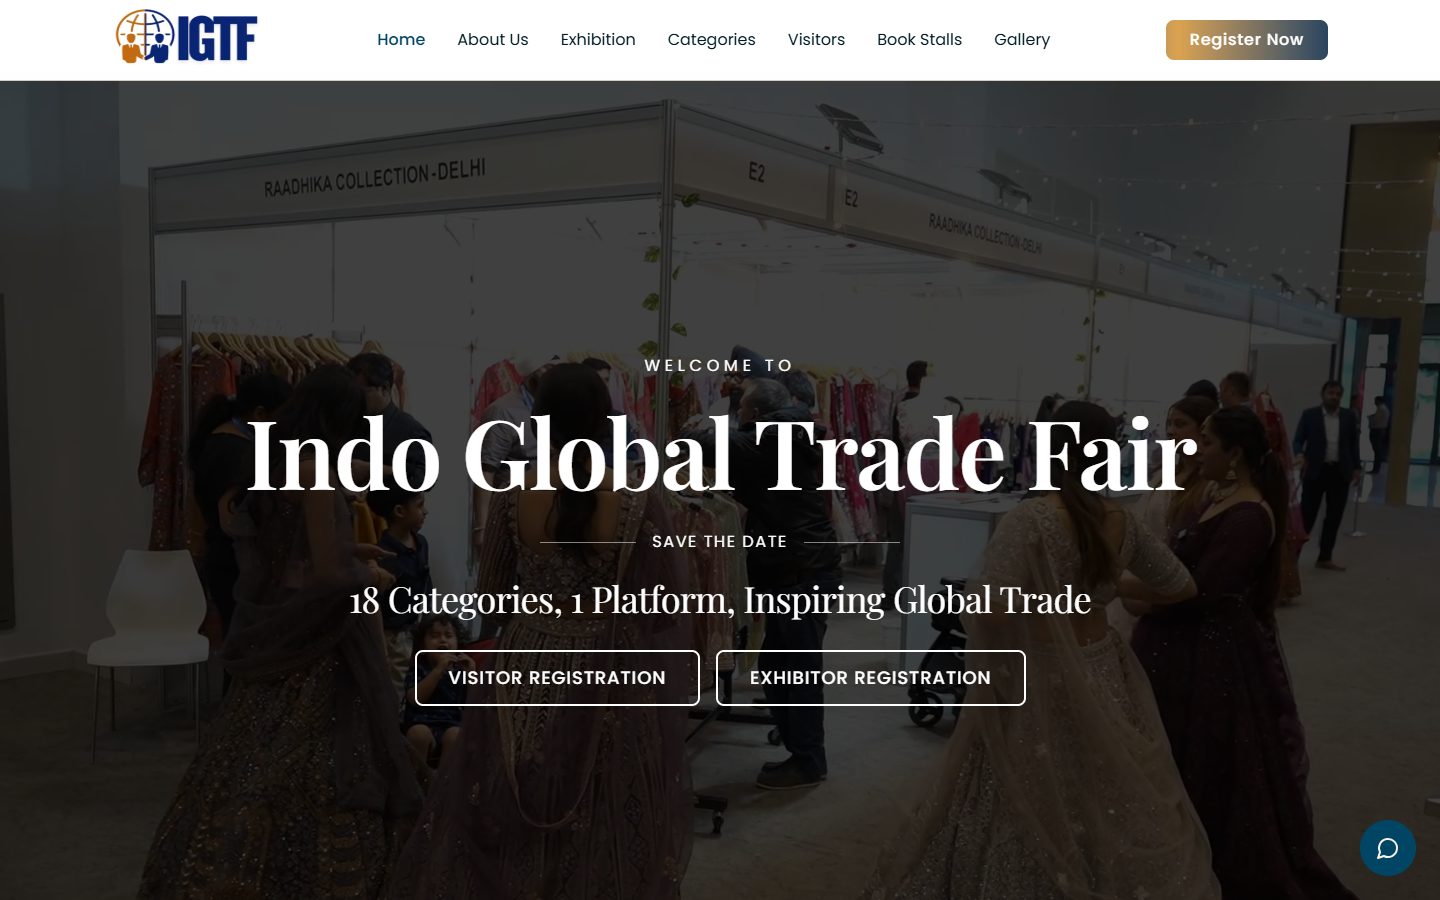 IGTF
Home About Us Exhibition Categories Visitors Book Stalls Gallery
Register Now
RAADHIKA COLLECTION-DELHI
E2
E2
RAADHIKA COLLECTION-DELHI
WELCOME TO
Indo Global Trade Fair
SAVE THE DATE
18 Categories, 1 Platform, Inspiring Global Trade
VISITOR REGISTRATION
EXHIBITOR REGISTRATION